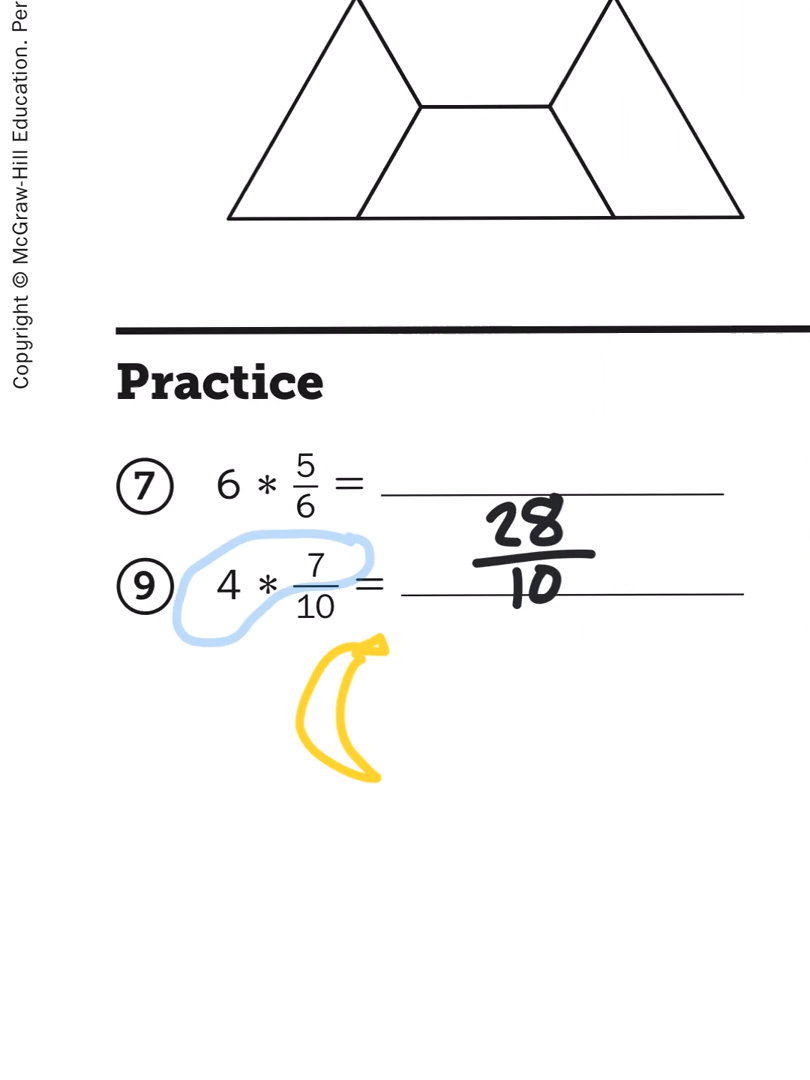 Copyright © McGraw-Hill Education. Per
Practice
7 6 * 5/6 =
9 4 * 7/10 = 28/10